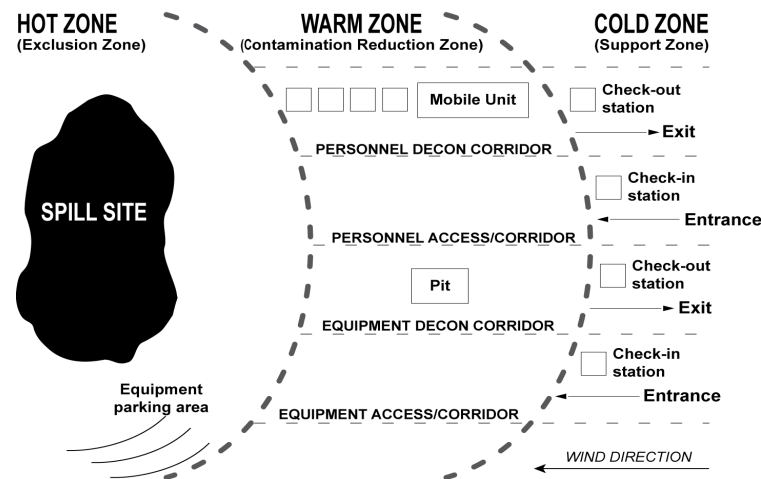 HOT ZONE
(Exclusion Zone)
WARM ZONE
(Contamination Reduction Zone)
COLD ZONE
(Support Zone)
Mobile Unit
Check-out
station
Exit
PERSONNEL DECON CORRIDOR
Check-in
station
SPILL SITE
Entrance
PERSONNEL ACCESS/CORRIDOR
Check-out
station
Pit
Exit
EQUIPMENT DECON CORRIDOR
Check-in
station
Equipment
parking area
Entrance
EQUIPMENT ACCESS/CORRIDOR
WIND DIRECTION